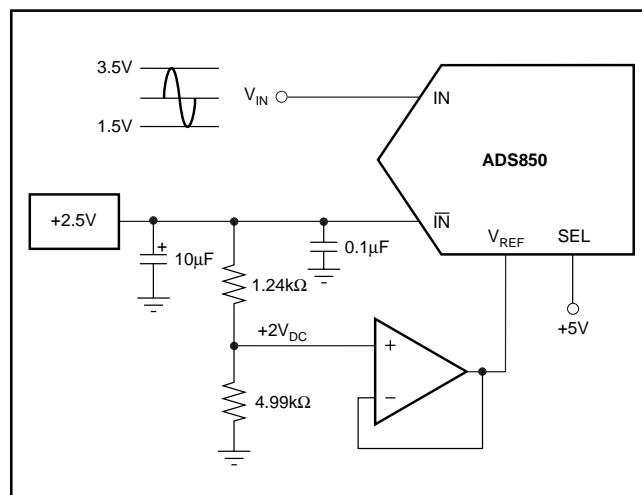 3.5V
V_IN
IN
1.5V
ADS850
+2.5V
I̅N̅
V_REF
SEL
+
10µF
0.1µF
1.24kΩ
+2V_DC
+
+5V
–
4.99kΩ